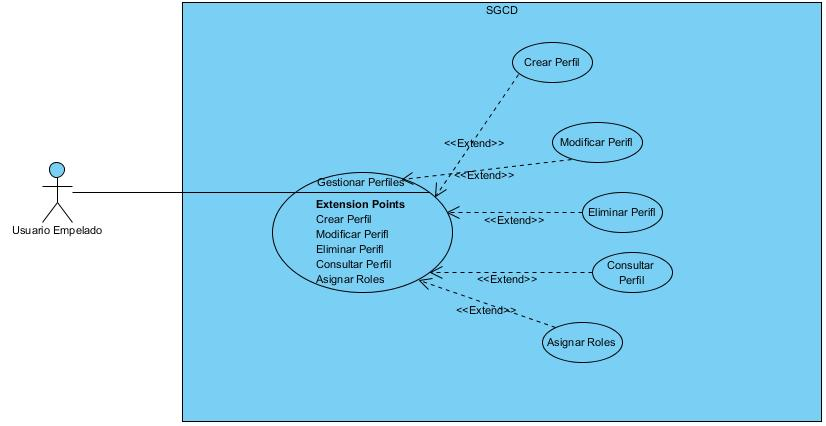 SGCD
Crear Perfil
<<Extend>>
Modificar Perifl
<<Extend>>
Gestionar Perfiles
Extension Points
Crear Perfil
Modificar Perifl
Eliminar Perifl
Consultar Perfil
Asignar Roles
Eliminar Perifl
<<Extend>>
Usuario Empelado
Consultar
Perfil
<<Extend>>
<<Extend>>
Asignar Roles